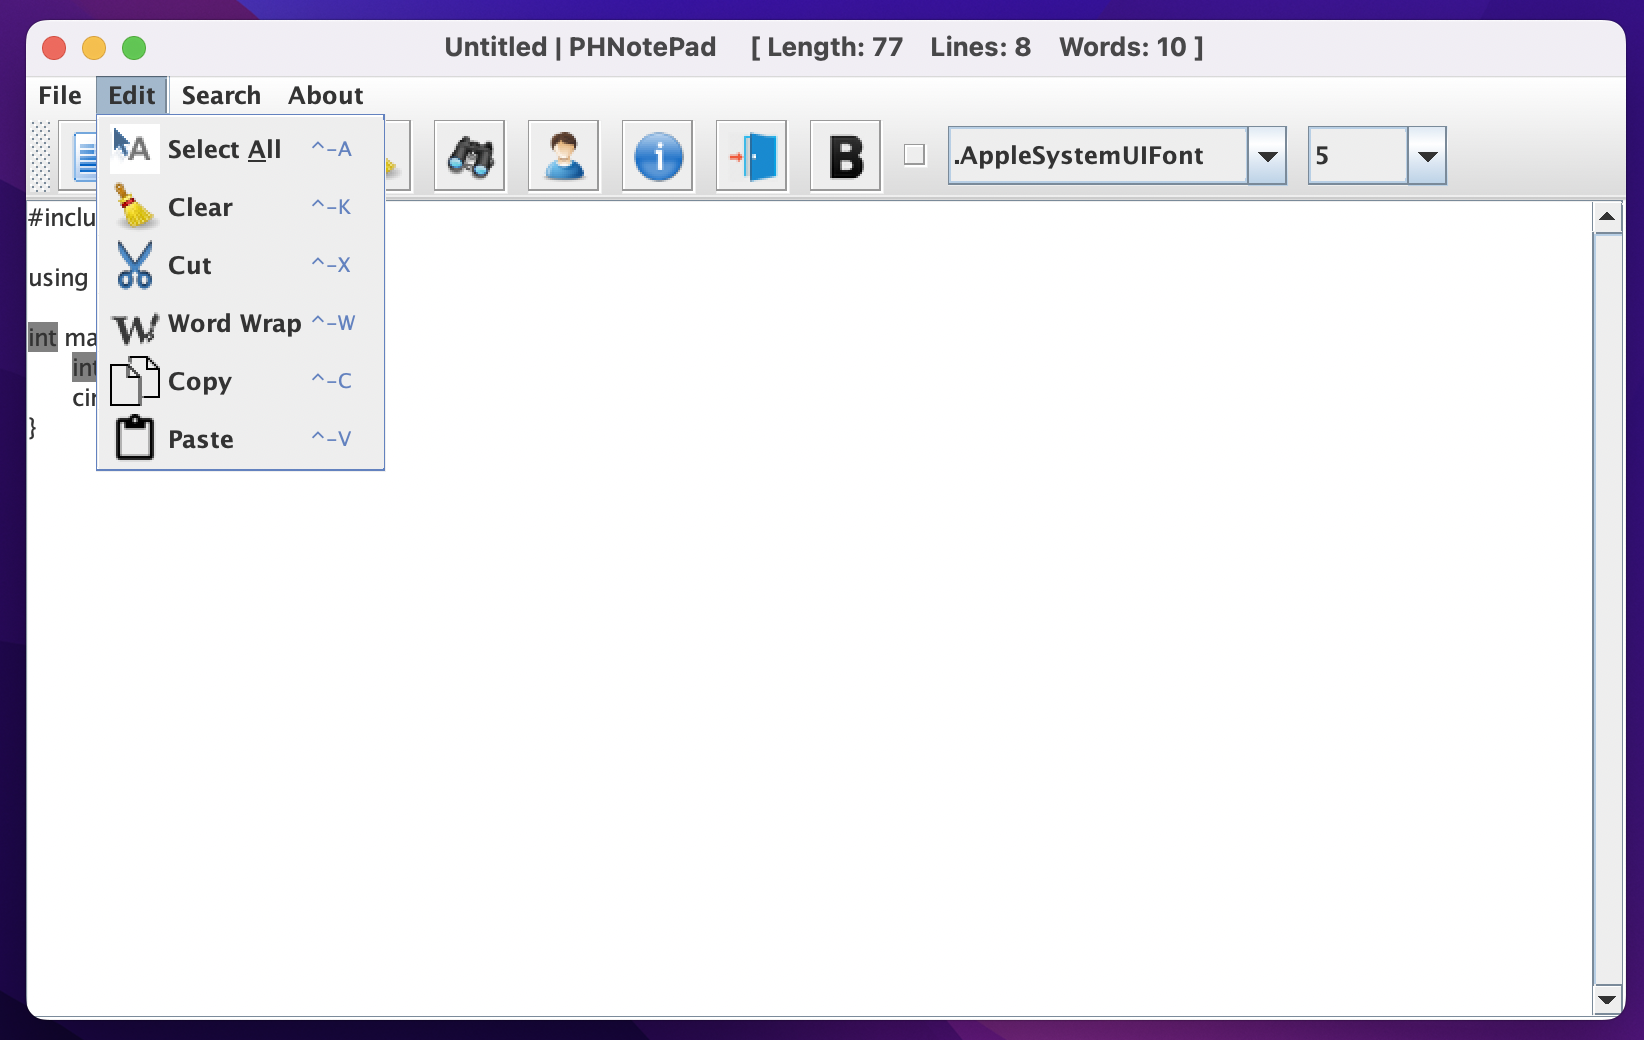 Untitled | PHNotePad [ Length: 77 Lines: 8 Words: 10 ]
File Edit Search About
Select All ^-A
Clear ^-K
Cut ^-X
Word Wrap ^-W
Copy ^-C
Paste ^-V
B
.AppleSystemUIFont 5
#inclu
using
int ma
int
}